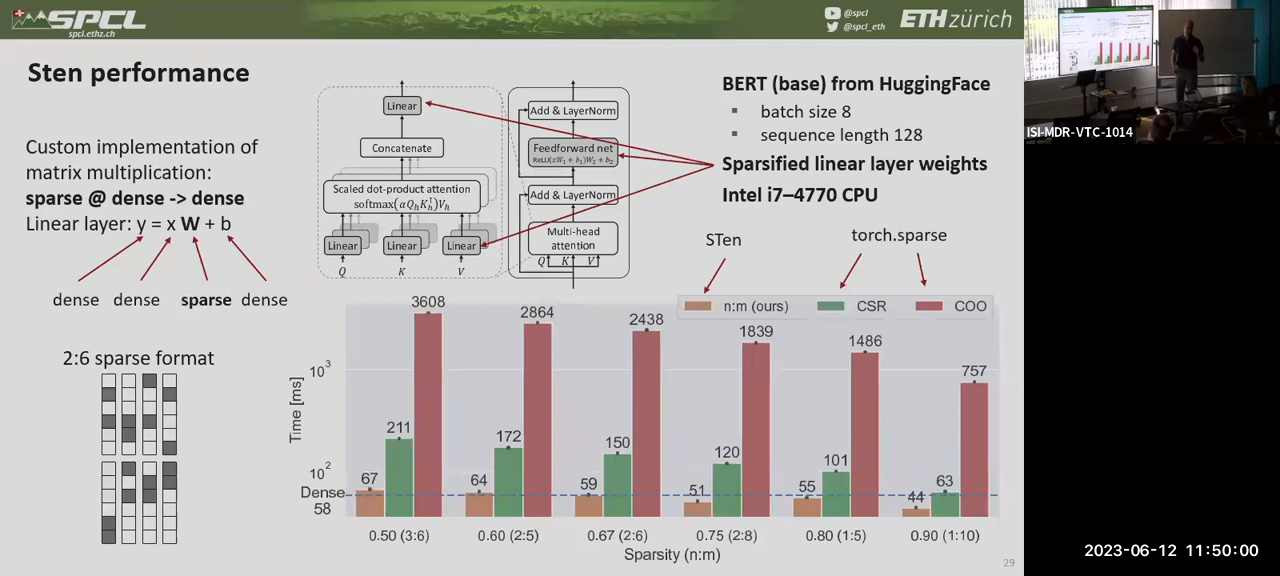 SPCL
spcl.ethz.ch
@spcl
@spcl_eth
ETH zürich
Sten performance
Custom implementation of
matrix multiplication:
sparse @ dense -> dense
Linear layer: y = x W + b
dense dense sparse dense
2:6 sparse format
Linear
Concatenate
Scaled dot-product attention
softmax(αQₕKₕᵀ)Vₕ
Linear Linear Linear
Q K V
Add & LayerNorm
Feedforward net
ReLU(xW₁ + b₁)W₂ + b₂
Add & LayerNorm
Multi-head
attention
Q K V
BERT (base) from HuggingFace
▪ batch size 8
▪ sequence length 128
Sparsified linear layer weights
Intel i7–4770 CPU
STen
torch.sparse
n:m (ours) CSR COO
Time [ms]
10³
10²
Dense
58
67 211 3608
64 172 2864
59 150 2438
51 120 1839
55 101 1486
44 63 757
0.50 (3:6) 0.60 (2:5) 0.67 (2:6) 0.75 (2:8) 0.80 (1:5) 0.90 (1:10)
Sparsity (n:m)
29
ISI-MDR-VTC-1014
2023-06-12 11:50:00